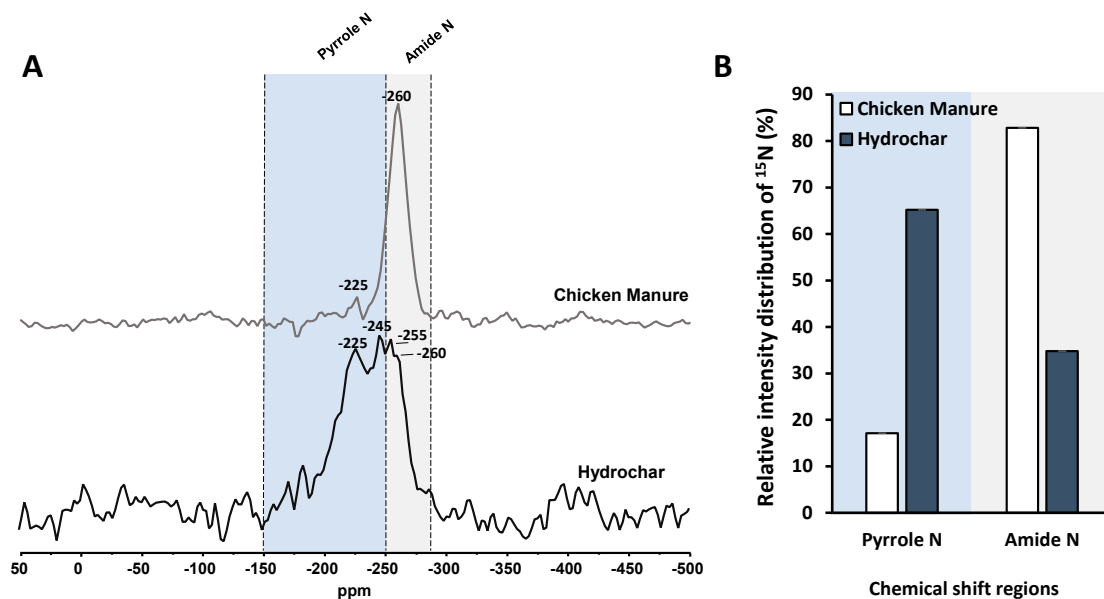 A
Pyrrole N
Amide N
-260
-225
Chicken Manure
-245
-225
-255
-260
Hydrochar
50 0 -50 -100 -150 -200 -250 -300 -350 -400 -450 -500
ppm
B
Relative intensity distribution of ¹⁵N (%)
90
80
70
60
50
40
30
20
10
0
Chicken Manure
Hydrochar
Pyrrole N Amide N
Chemical shift regions